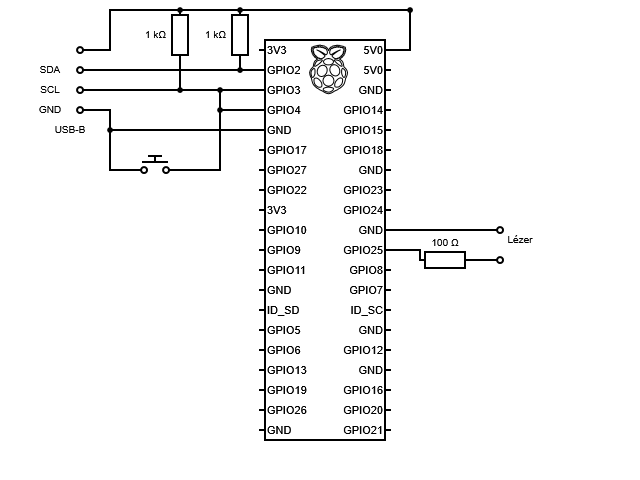 1 kΩ 1 kΩ
3V3 5V0
SDA GPIO2 5V0
SCL GPIO3 GND
GND GPIO4 GPIO14
USB-B GND GPIO15
GPIO17 GPIO18
GPIO27 GND
GPIO22 GPIO23
3V3 GPIO24
GPIO10 GND
Lézer
100 Ω
GPIO9 GPIO25
GPIO11 GPIO8
GND GPIO7
ID_SD ID_SC
GPIO5 GND
GPIO6 GPIO12
GPIO13 GND
GPIO19 GPIO16
GPIO26 GPIO20
GND GPIO21